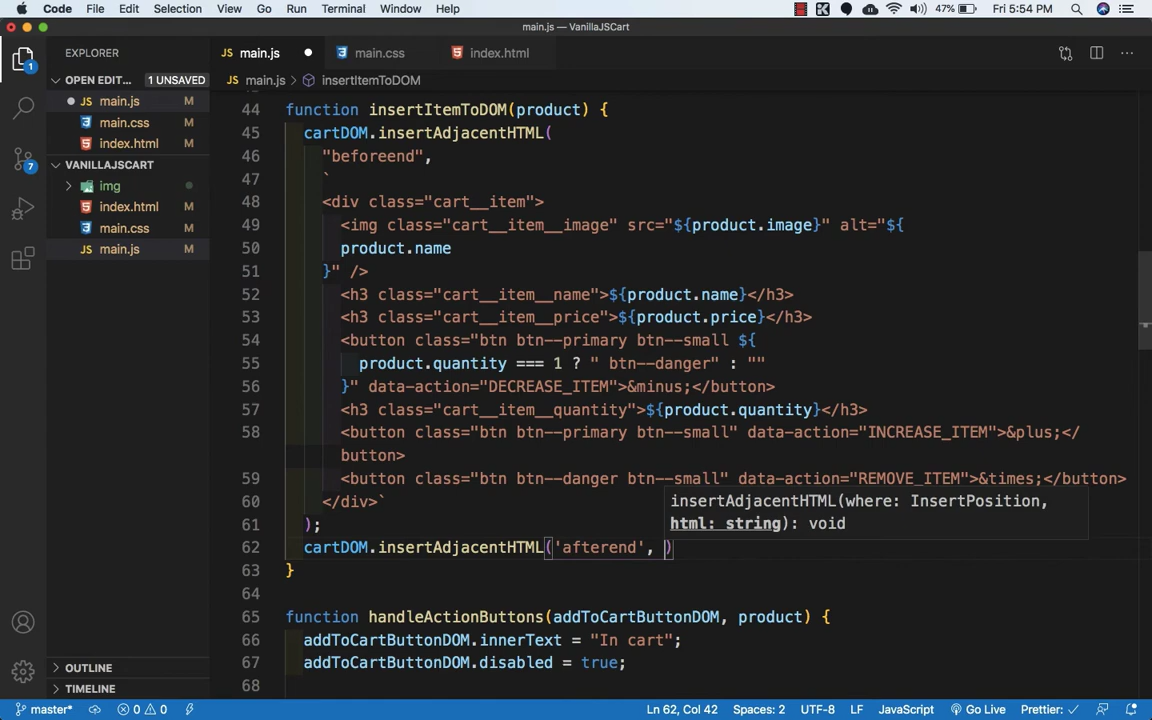 Code File Edit Selection View Go Run Terminal Window Help 47% Fri 5:54 PM
main.js — VanillaJSCart
EXPLORER
JS main.js main.css index.html
OPEN EDIT... 1 UNSAVED
JS main.js > insertItemToDOM
JS main.js M
main.css M
index.html M
VANILLAJSCART
img
index.html M
main.css M
JS main.js M
44 function insertItemToDOM(product) {
45 cartDOM.insertAdjacentHTML(
46 "beforeend",
47 `
48 <div class="cart__item">
49 <img class="cart__item__image" src="${product.image}" alt="${
50 product.name
51 }" />
52 <h3 class="cart__item__name">${product.name}</h3>
53 <h3 class="cart__item__price">${product.price}</h3>
54 <button class="btn btn--primary btn--small ${
55 product.quantity === 1 ? " btn--danger" : ""
56 }" data-action="DECREASE_ITEM">&minus;</button>
57 <h3 class="cart__item__quantity">${product.quantity}</h3>
58 <button class="btn btn--primary btn--small" data-action="INCREASE_ITEM">&plus;</
button>
59 <button class="btn btn--danger btn--small" data-action="REMOVE_ITEM">&times;</button>
60 </div>`
61 );
62 cartDOM.insertAdjacentHTML('afterend', )
63 }
64
65 function handleActionButtons(addToCartButtonDOM, product) {
66 addToCartButtonDOM.innerText = "In cart";
67 addToCartButtonDOM.disabled = true;
68
insertAdjacentHTML(where: InsertPosition,
html: string): void
1
7
OUTLINE
TIMELINE
master* 0 0 Ln 62, Col 42 Spaces: 2 UTF-8 LF JavaScript Go Live Prettier: ✓